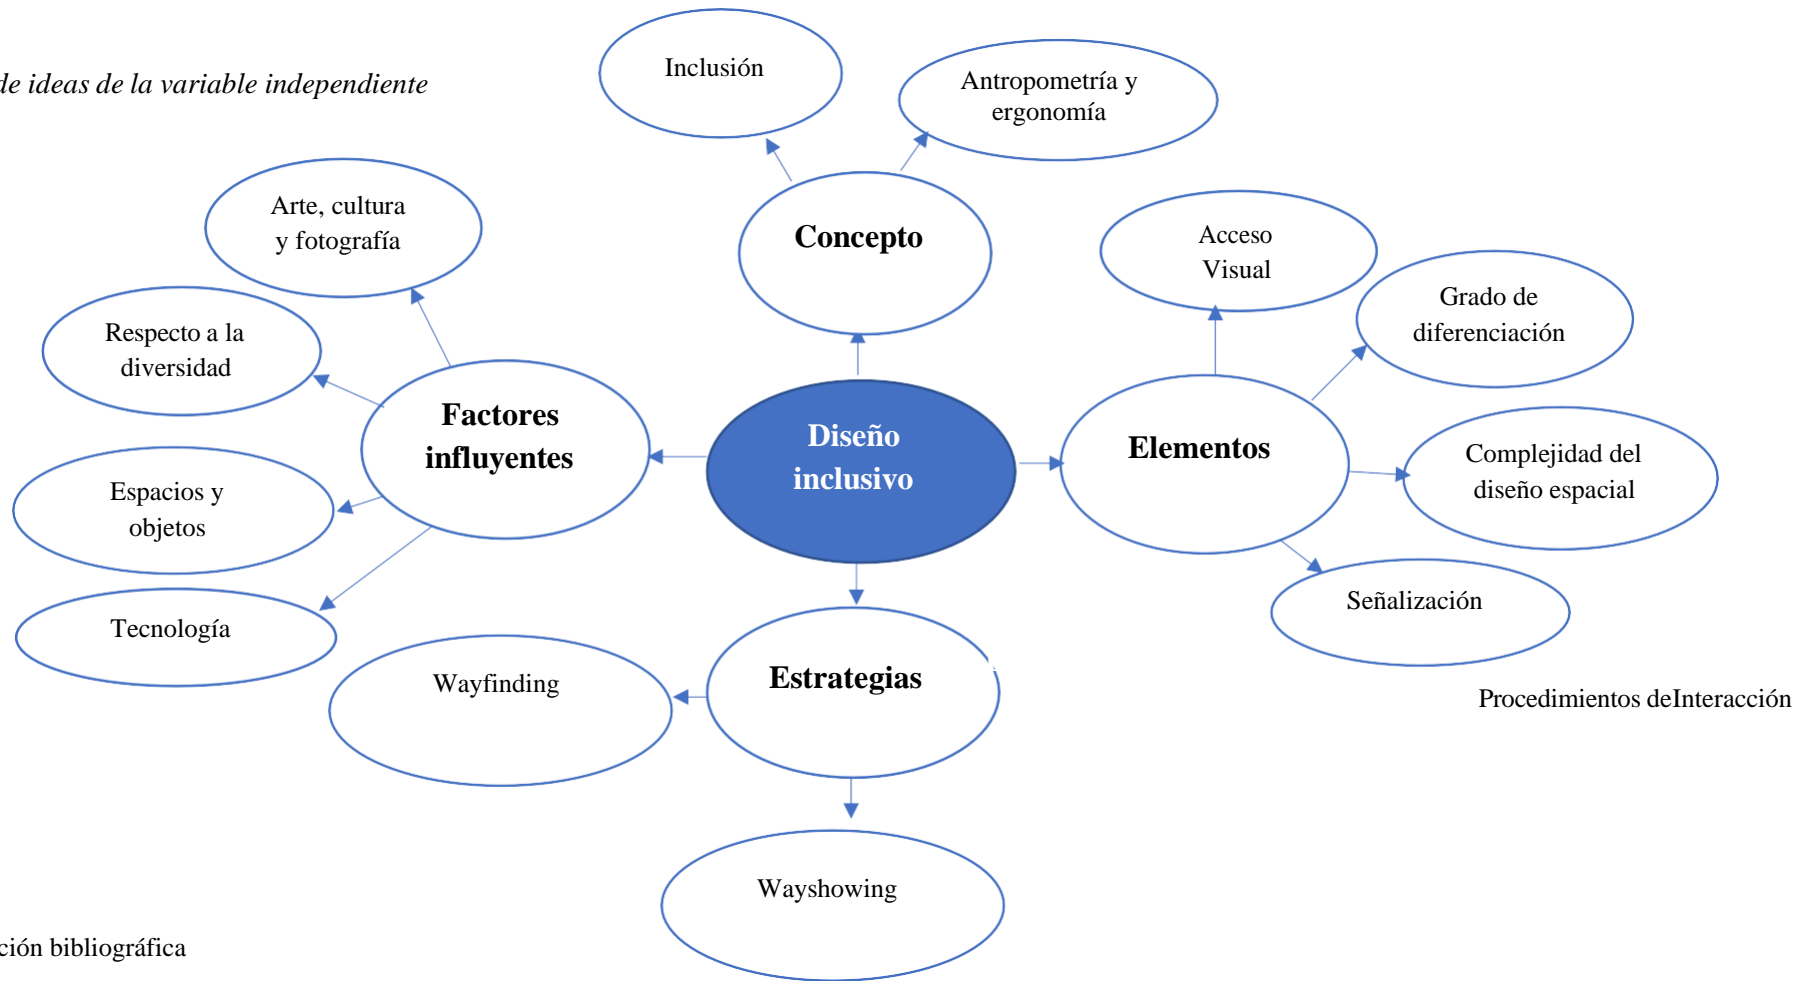 de ideas de la variable independiente
Inclusión
Antropometría y
ergonomía
Arte, cultura
y fotografía
Concepto
Acceso
Visual
Grado de
diferenciación
Respecto a la
diversidad
Factores
influyentes
Diseño
inclusivo
Elementos
Complejidad del
diseño espacial
Espacios y
objetos
Señalización
Tecnología
Wayfinding
Estrategias
Procedimientos deInteracción
Wayshowing
ción bibliográfica